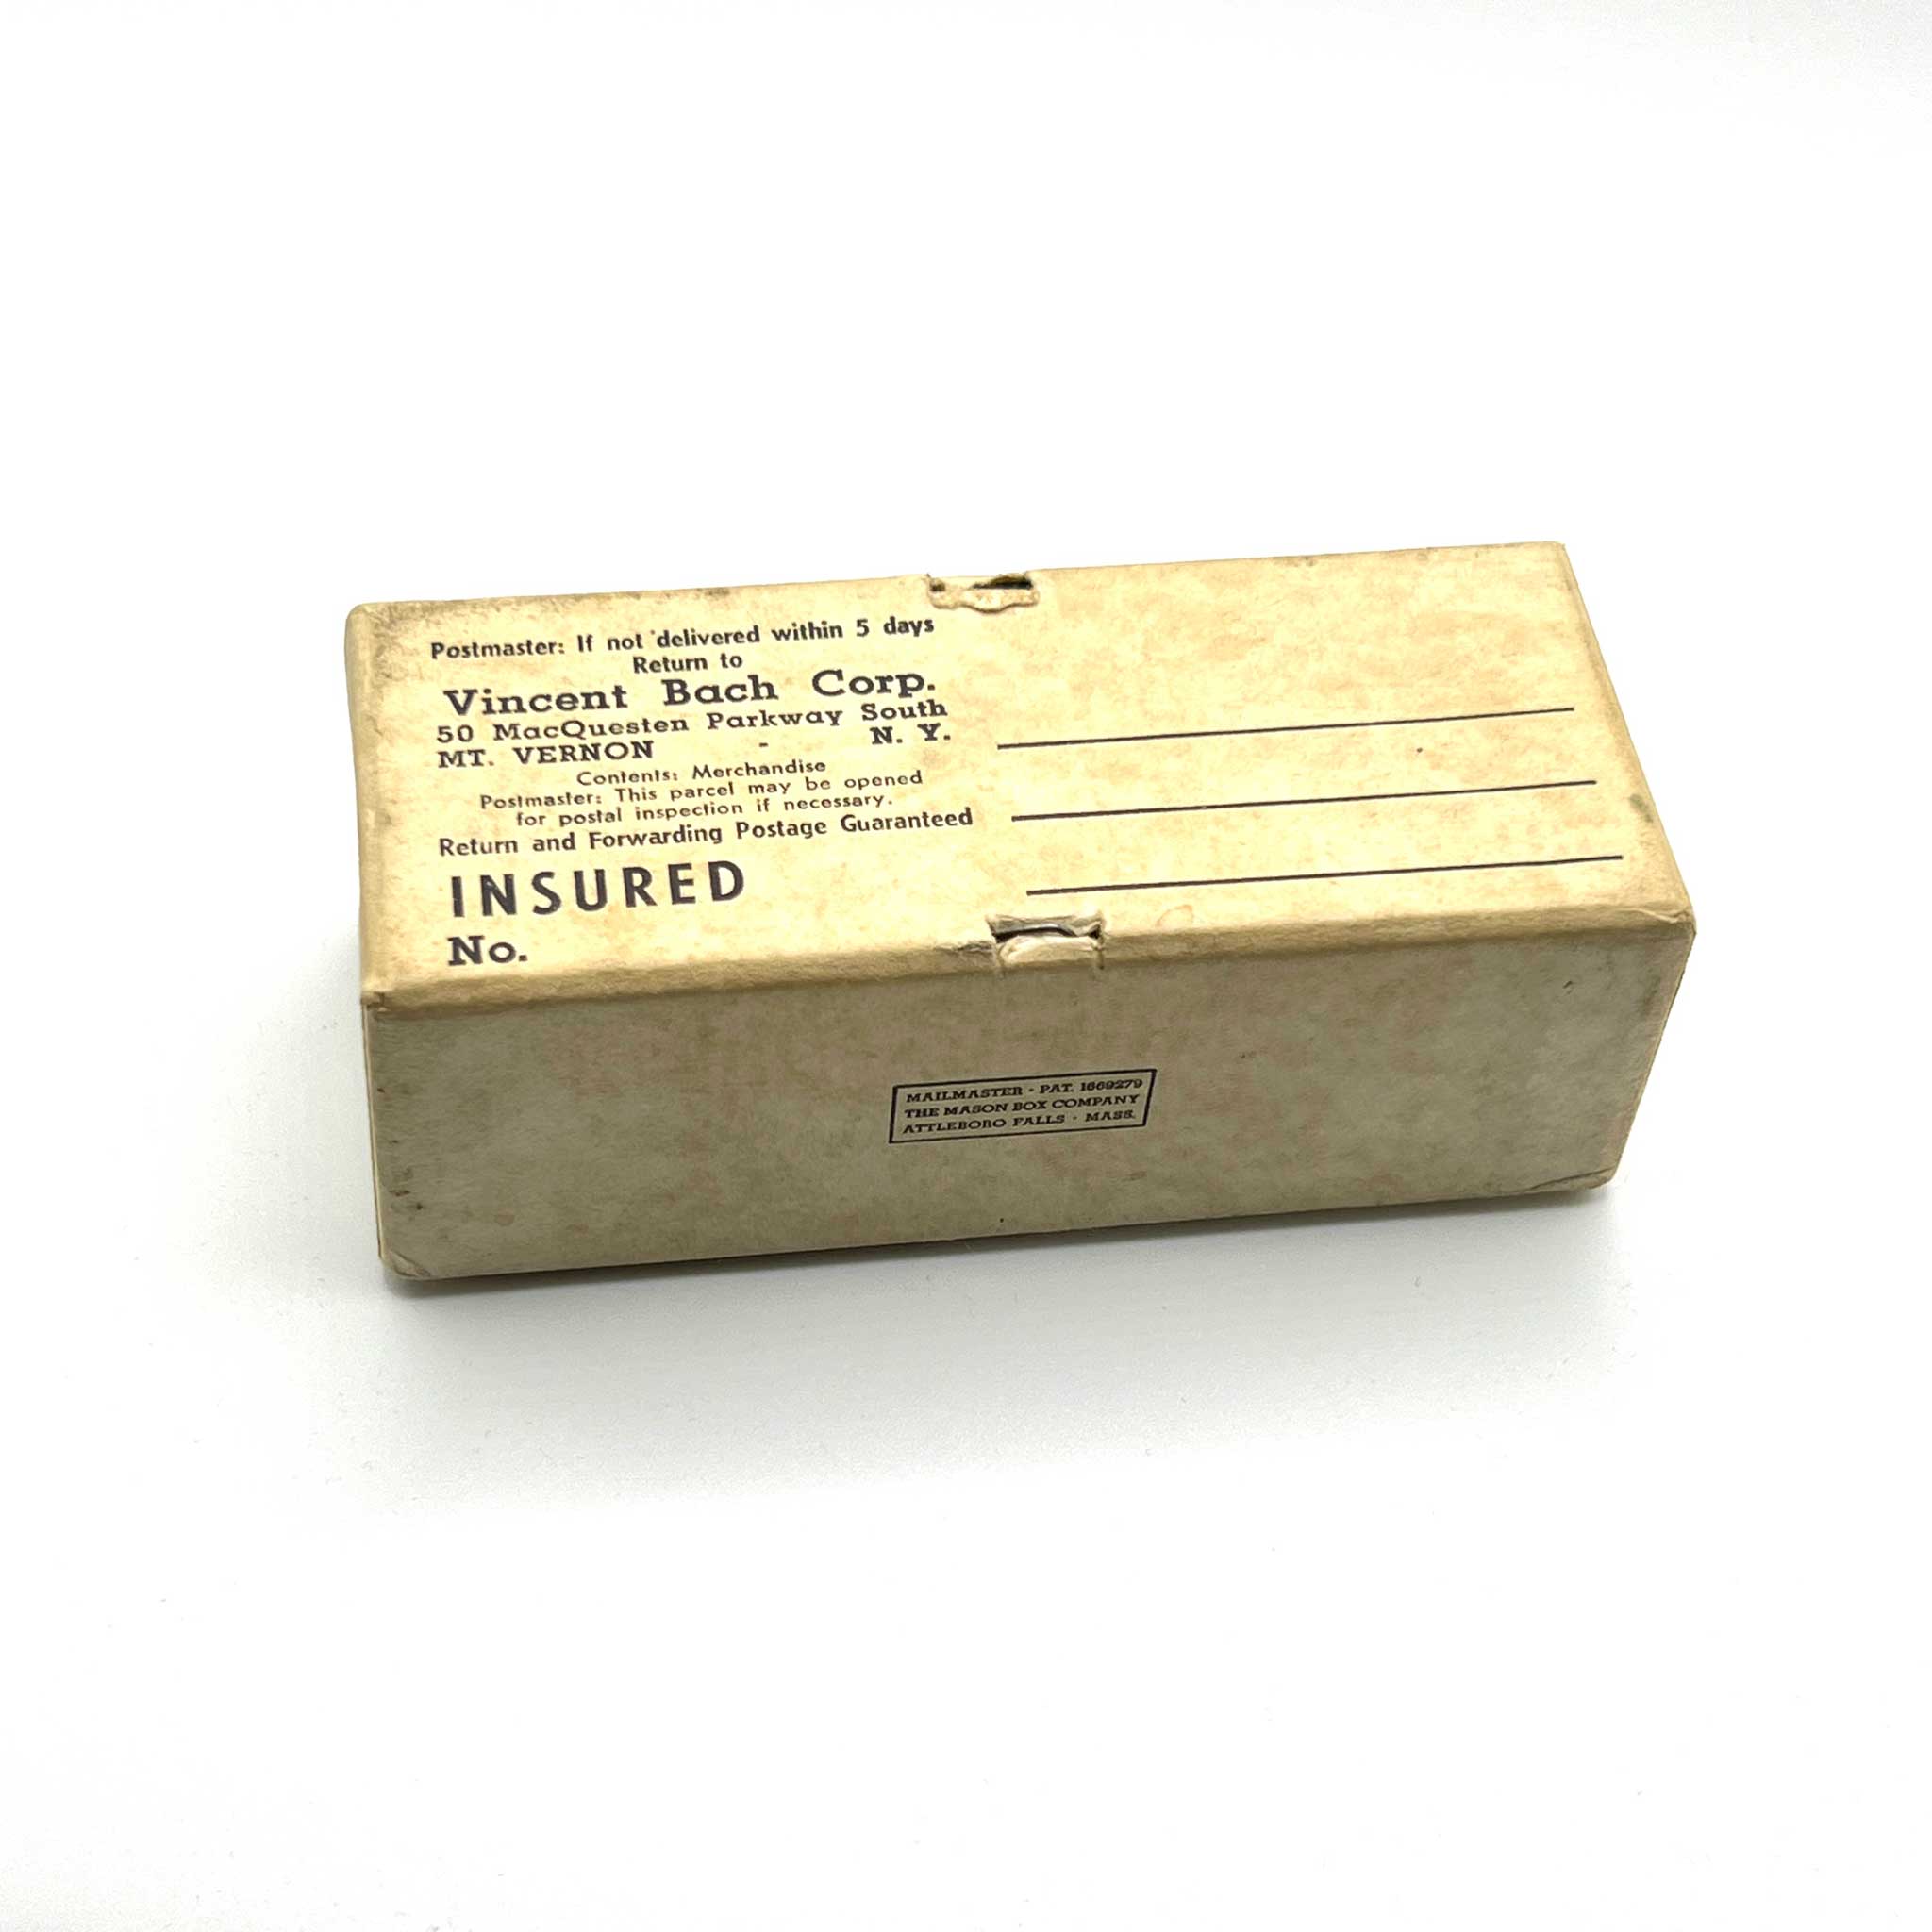 Postmaster: If not delivered within 5 days
Return to
Vincent Bach Corp.
50 MacQuesten Parkway South
MT. VERNON - N. Y.
Contents: Merchandise
Postmaster: This parcel may be opened
for postal inspection if necessary.
Return and Forwarding Postage Guaranteed
INSURED
No.
MAILMASTER - PAT. 1669279
THE MASON BOX COMPANY
ATTLEBORO FALLS - MASS.